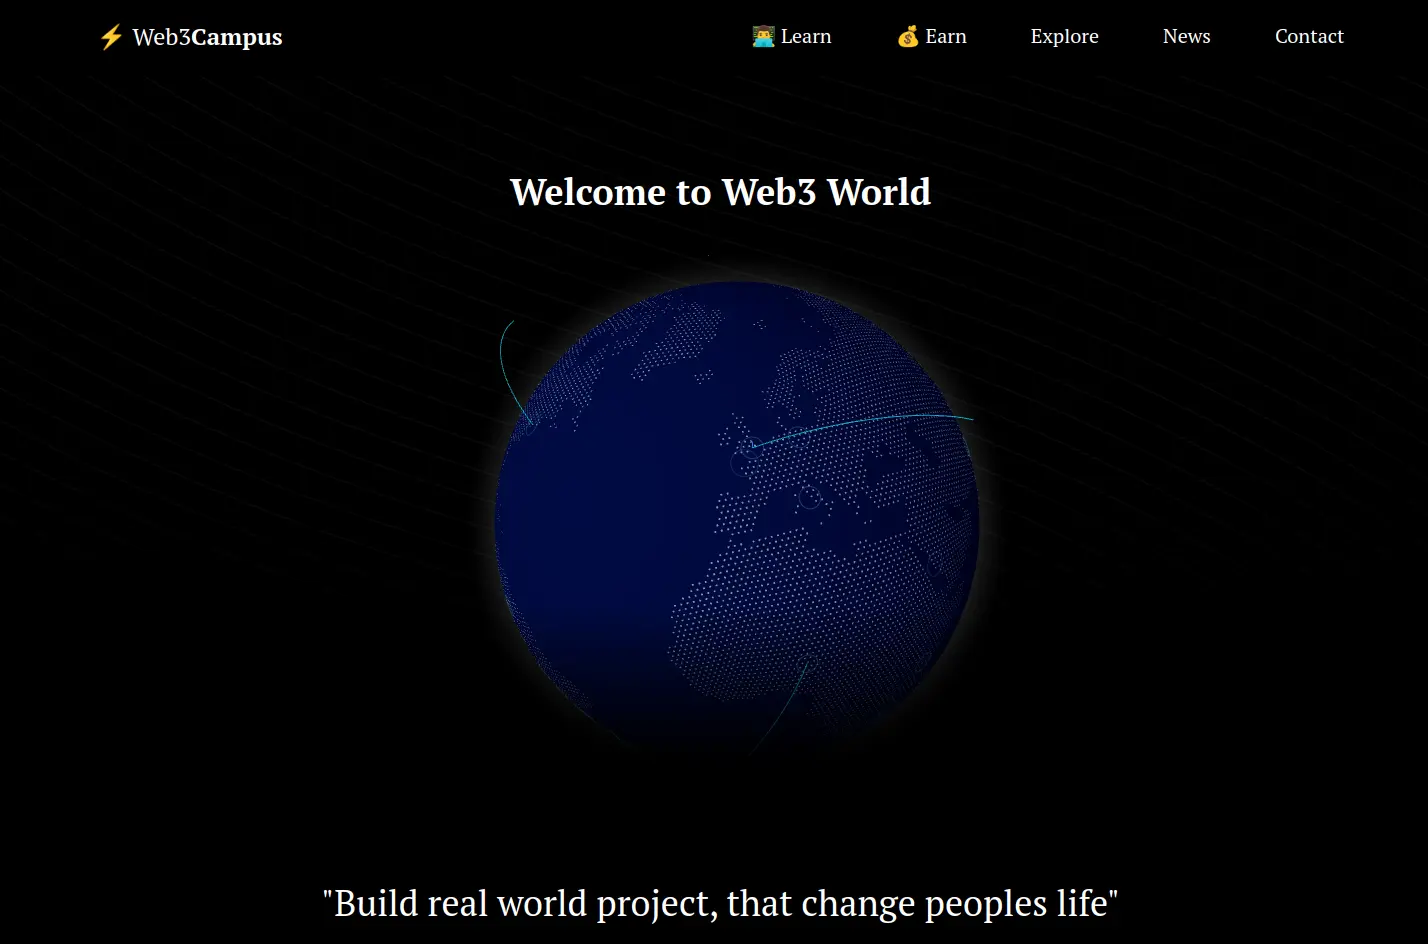 ⚡ Web3Campus
👨‍💻 Learn
💰 Earn
Explore
News
Contact
Welcome to Web3 World
"Build real world project, that change peoples life"